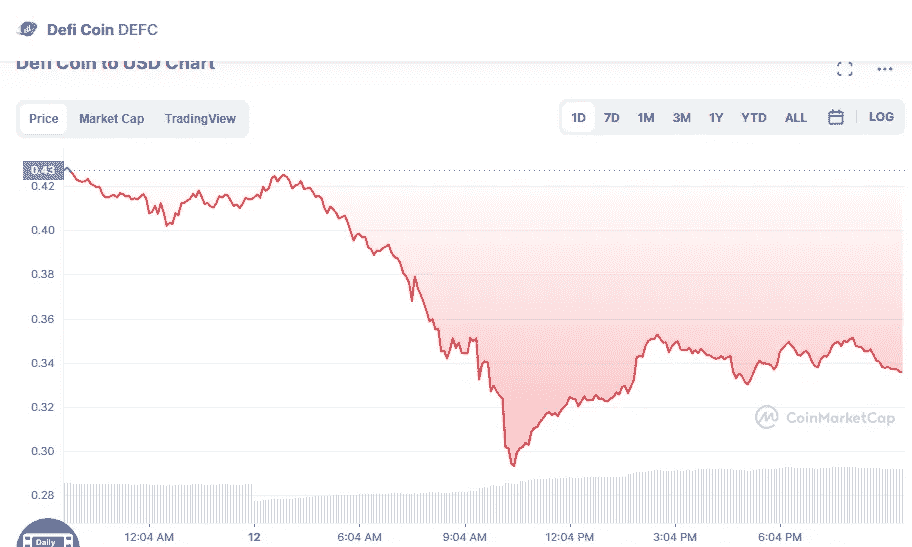 Defi Coin DEFC
Defi Coin to USD Chart
Price Market Cap TradingView
1D 7D 1M 3M 1Y YTD ALL LOG
0.43
0.42
0.40
0.38
0.36
0.34
0.32
0.30
0.28
CoinMarketCap
12:04 AM 12 6:04 AM 9:04 AM 12:04 PM 3:04 PM 6:04 PM
Daily